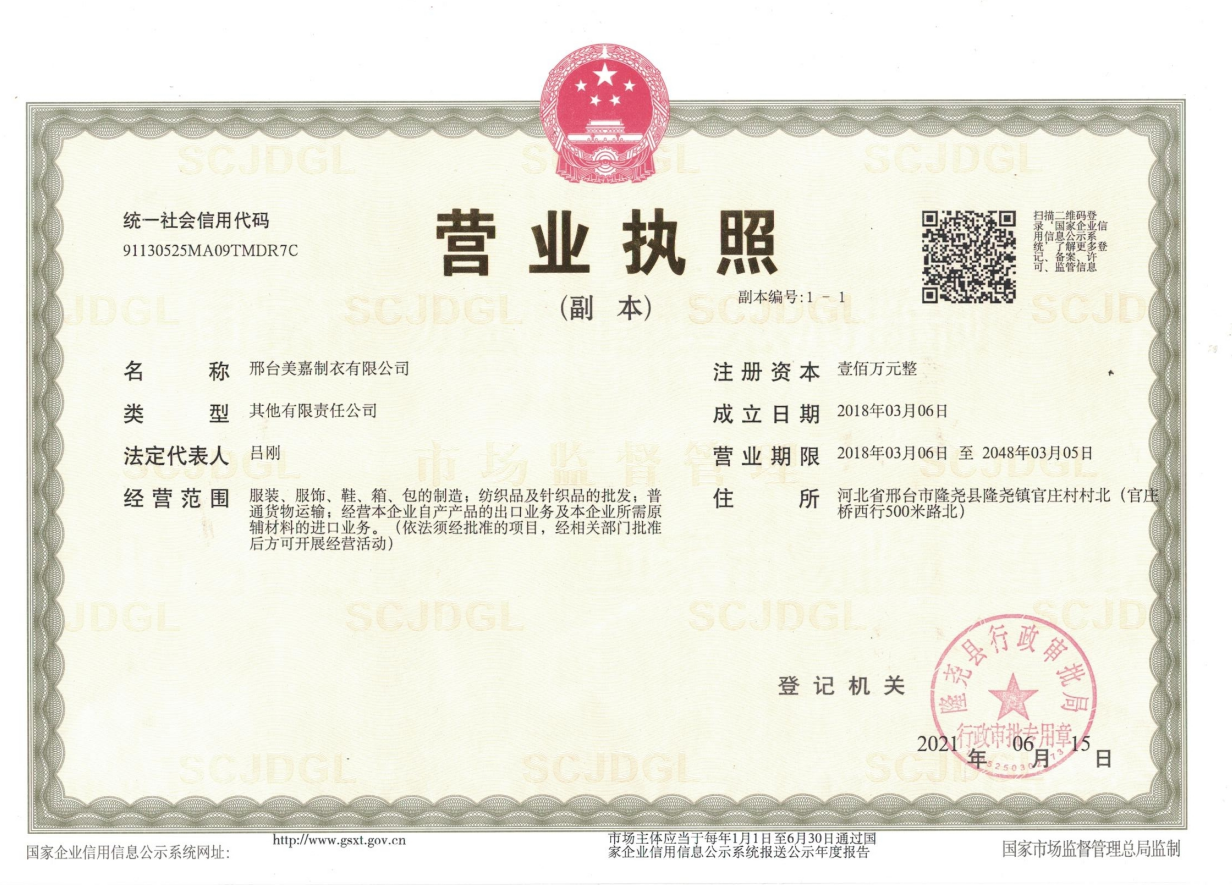 统一社会信用代码
91130525MA09TMDR7C
营业执照
（副 本）
副本编号:1 - 1
扫描二维码登
录‘国家企业信
用信息公示系
统’了解更多登
记、备案、许
可、监管信息
名 称 邢台美嘉制衣有限公司
类 型 其他有限责任公司
法定代表人 吕刚
经营范围 服装、服饰、鞋、箱、包的制造；纺织品及针织品的批发；普
通货物运输；经营本企业自产产品的出口业务及本企业所需原
辅材料的进口业务。（依法须经批准的项目，经相关部门批准
后方可开展经营活动）
注册资本 壹佰万元整
成立日期 2018年03月06日
营业期限 2018年03月06日 至 2048年03月05日
住 所 河北省邢台市隆尧县隆尧镇官庄村村北（官庄
桥西行500米路北）
登记机关
隆尧县行政审批局
行政审批专用章
2021年06月15日
SCJDGL
市场监督管理
国家企业信用信息公示系统网址:
http://www.gsxt.gov.cn
市场主体应当于每年1月1日至6月30日通过国
家企业信用信息公示系统报送公示年度报告
国家市场监督管理总局监制